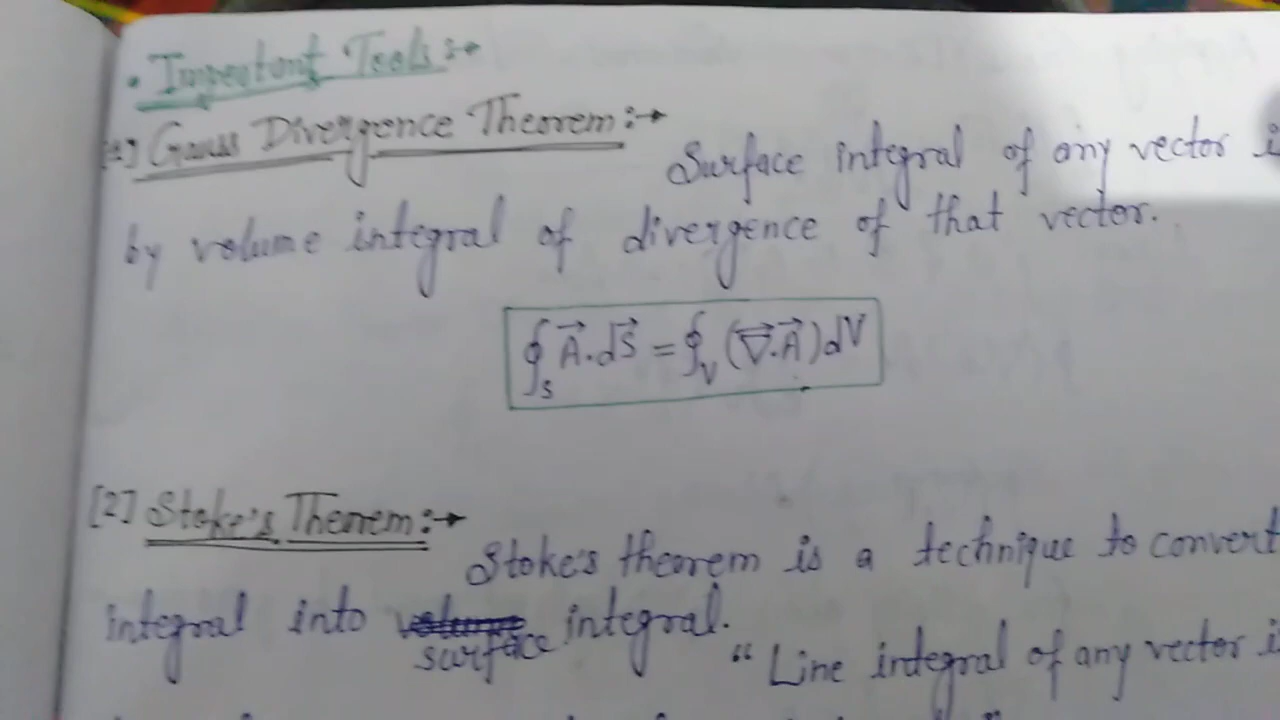 • Important Tools:→
[1] Gauss Divergence Theorem:→
Surface integral of any vector i
by volume integral of divergence of that vector.
∮_S A⃗.dS⃗ = ∮_V (∇⃗.A⃗)dV
[2] Stoke's Theorem:→
Stoke's theorem is a technique to convert
integral into volume surface integral.
“Line integral of any vector i